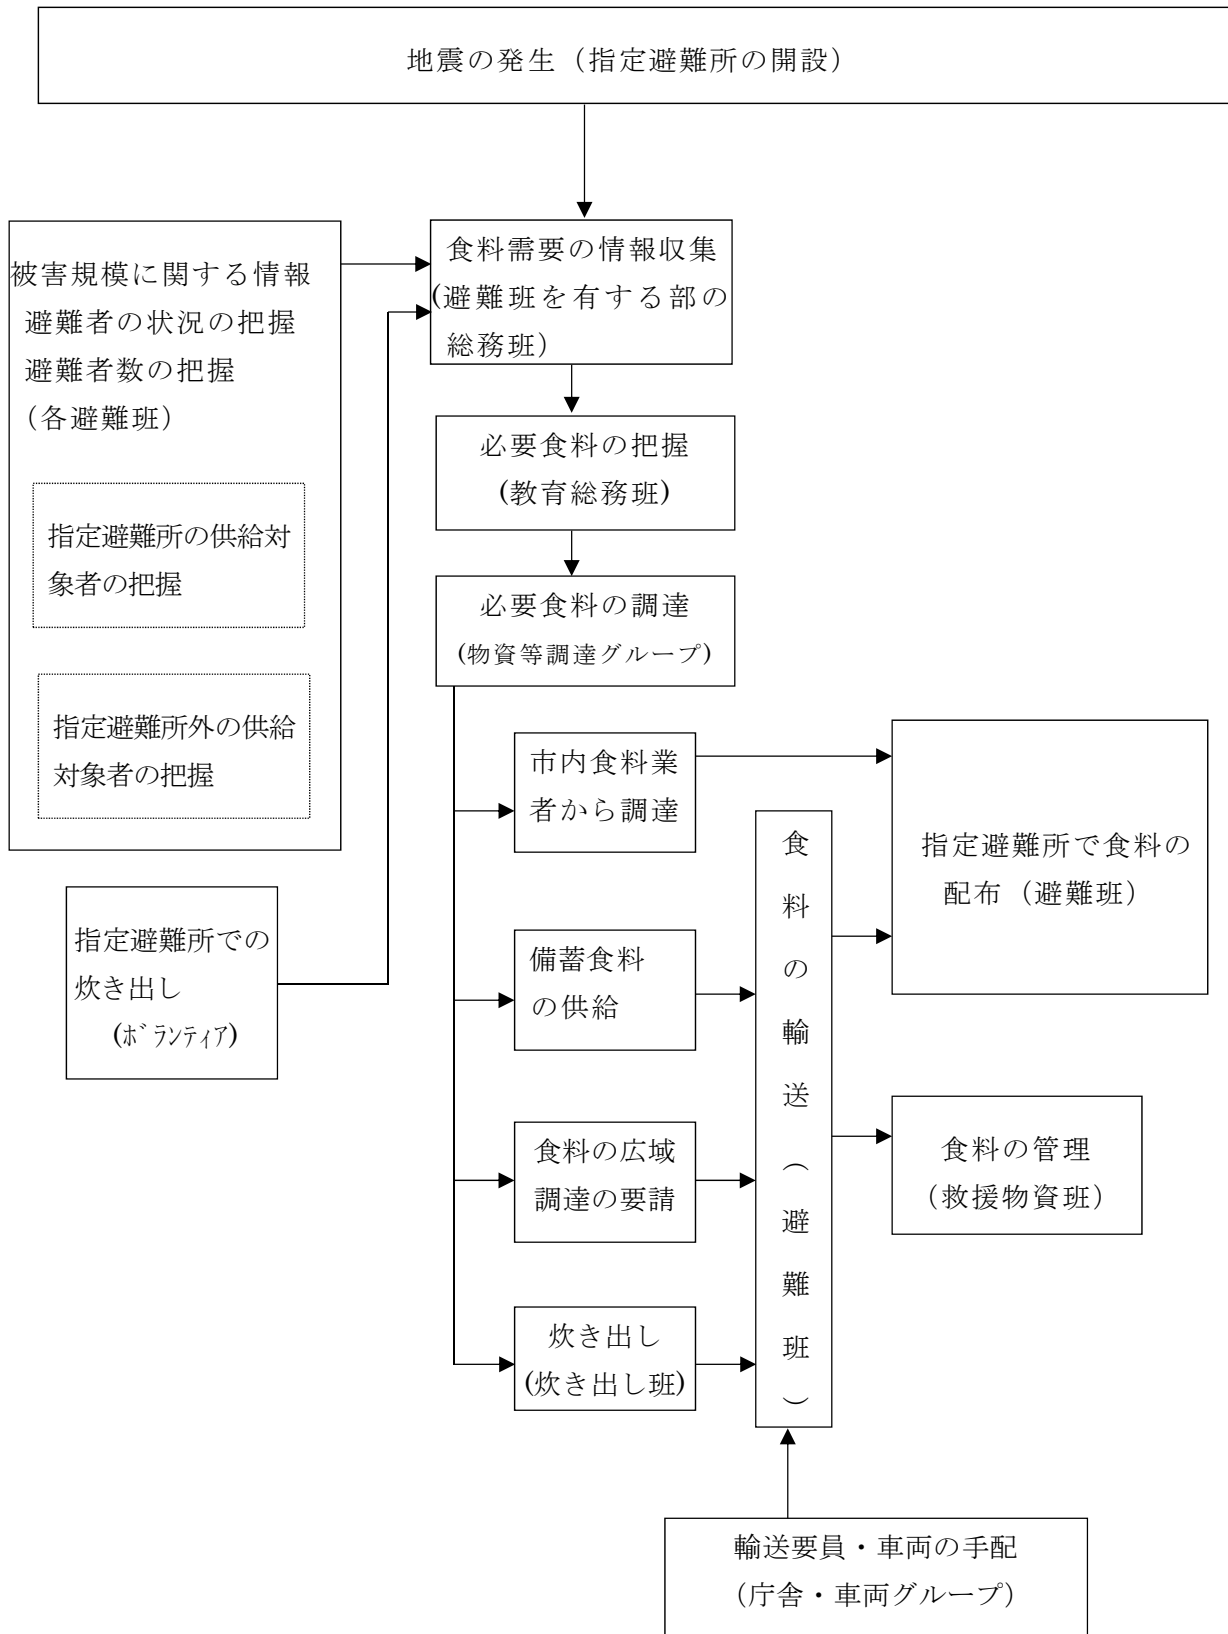 地震の発生（指定避難所の開設）
食料需要の情報収集
(避難班を有する部の
総務班）
被害規模に関する情報
避難者の状況の把握
避難者数の把握
（各避難班）
指定避難所の供給対
象者の把握
指定避難所外の供給
対象者の把握
指定避難所での
炊き出し
(ﾎﾞﾗﾝﾃｨｱ)
必要食料の把握
(教育総務班)
必要食料の調達
(物資等調達グループ)
市内食料業
者から調達
備蓄食料
の供給
食料の広域
調達の要請
炊き出し
(炊き出し班)
食料の輸送（避難班）
指定避難所で食料の
配布（避難班）
食料の管理
（救援物資班）
輸送要員・車両の手配
（庁舎・車両グループ）